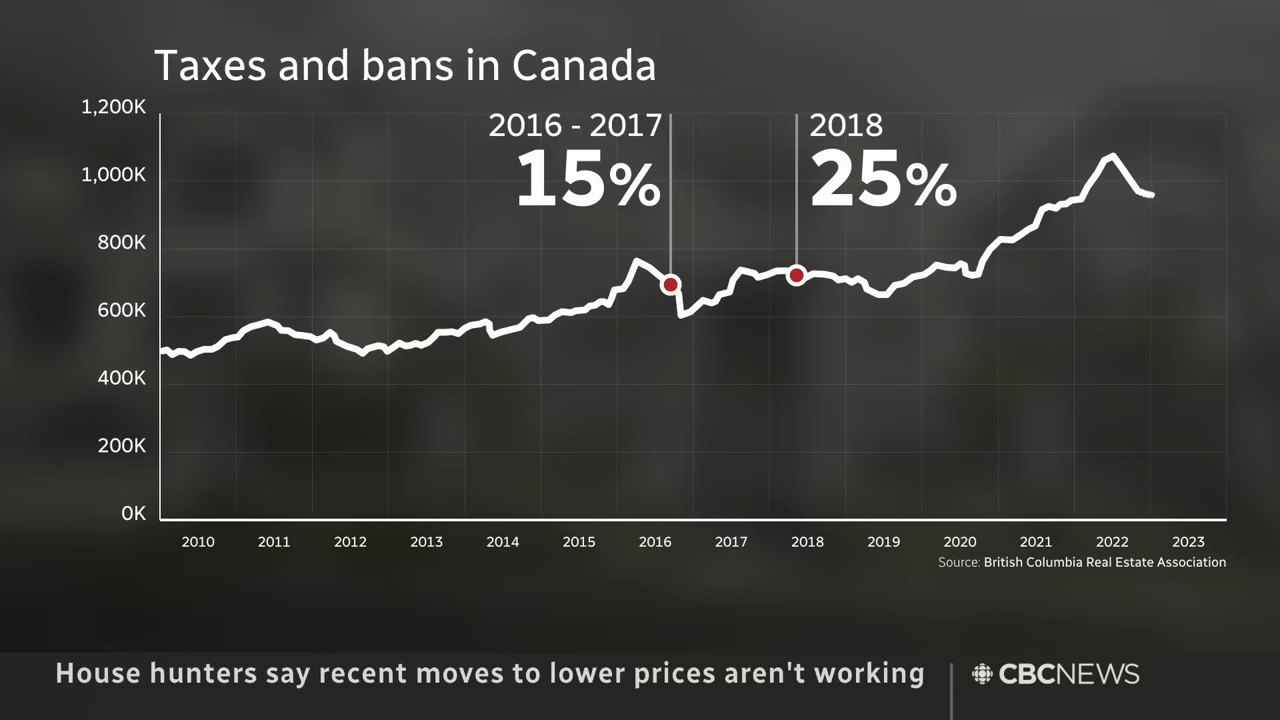 Taxes and bans in Canada
1,200K
1,000K
800K
600K
400K
200K
0K
2016 - 2017
15%
2018
25%
2010 2011 2012 2013 2014 2015 2016 2017 2018 2019 2020 2021 2022 2023
Source: British Columbia Real Estate Association
House hunters say recent moves to lower prices aren't working
CBCNEWS